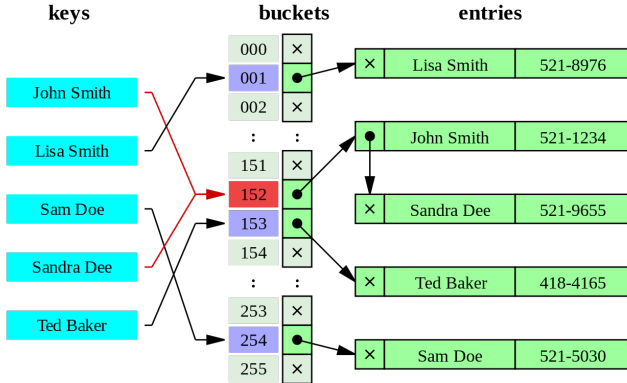 keys
buckets
entries
John Smith
Lisa Smith
Sam Doe
Sandra Dee
Ted Baker
000 ×
001
002 ×
: :
151 ×
152
153
154 ×
: :
253 ×
254
255 ×
× Lisa Smith 521-8976
John Smith 521-1234
× Sandra Dee 521-9655
× Ted Baker 418-4165
× Sam Doe 521-5030